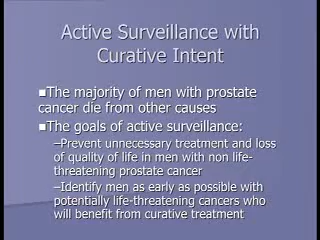 Active Surveillance with
Curative Intent
■The majority of men with prostate
cancer die from other causes
■The goals of active surveillance:
–Prevent unnecessary treatment and loss
of quality of life in men with non life-
threatening prostate cancer
–Identify men as early as possible with
potentially life-threatening cancers who
will benefit from curative treatment